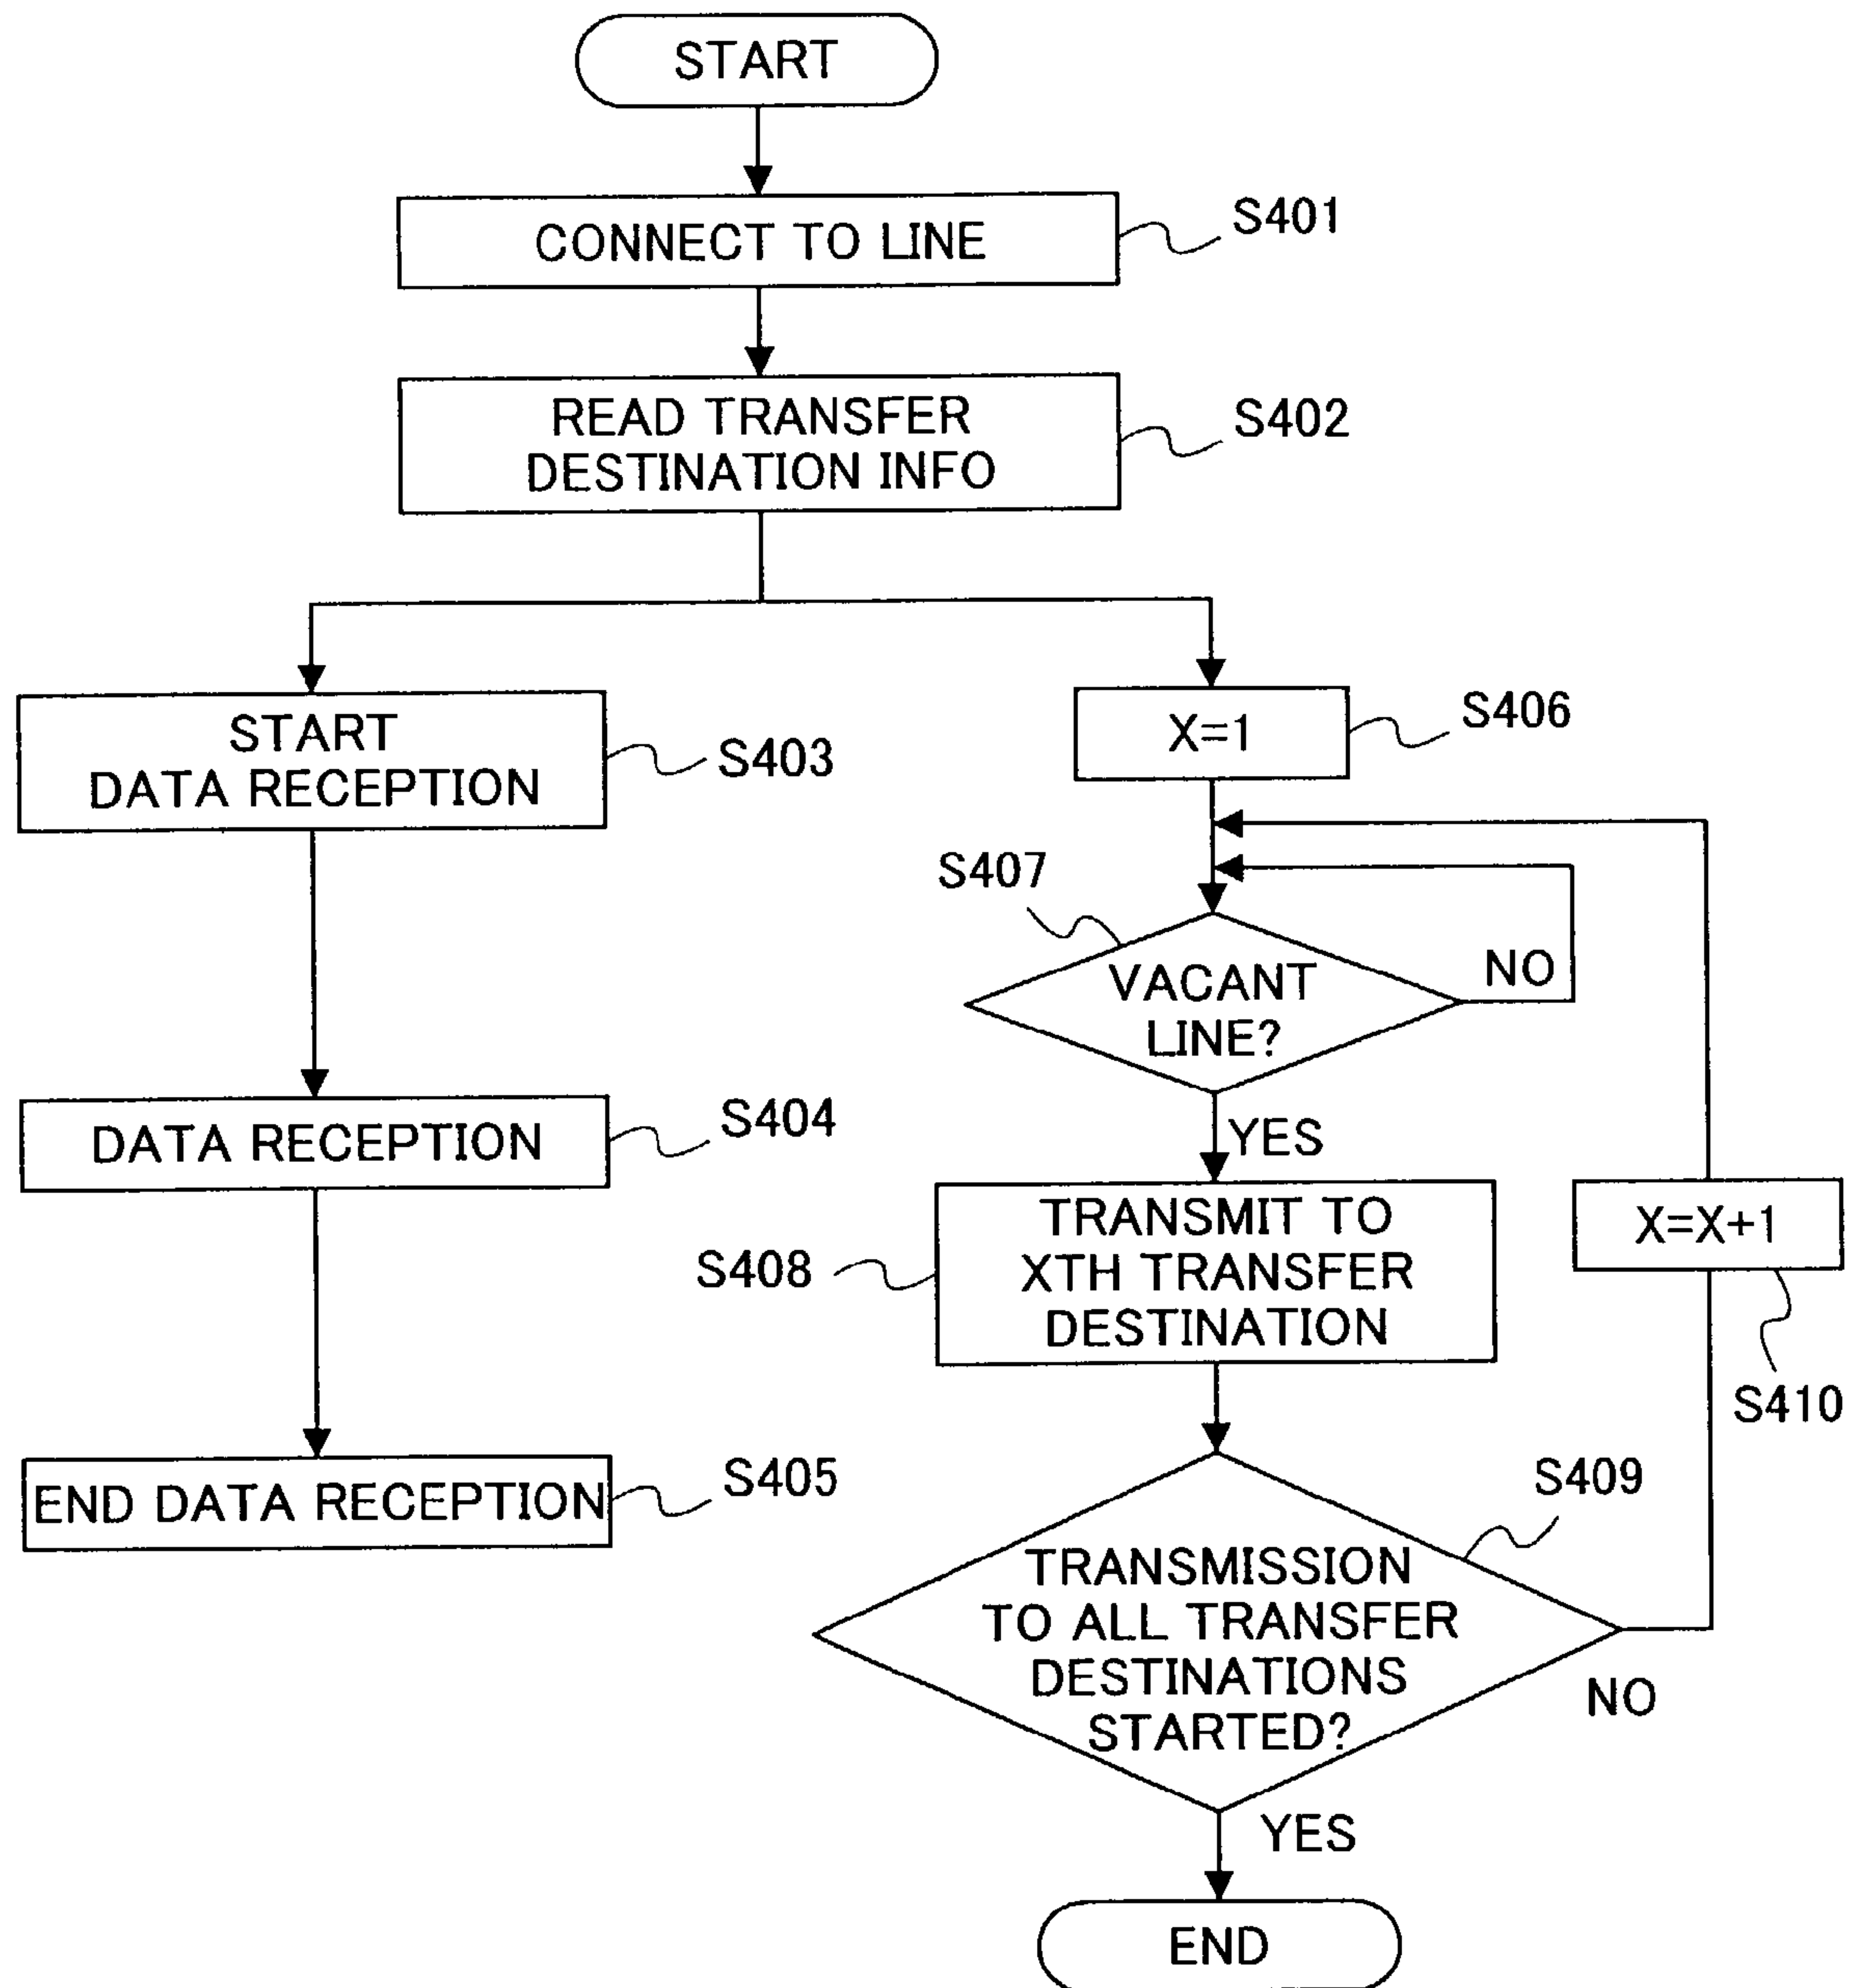 START
CONNECT TO LINE
S401
READ TRANSFER
DESTINATION INFO
S402
START
DATA RECEPTION
S403
DATA RECEPTION
S404
END DATA RECEPTION
S405
X=1
S406
S407
VACANT
LINE?
NO
YES
TRANSMIT TO
XTH TRANSFER
DESTINATION
S408
X=X+1
S410
S409
TRANSMISSION
TO ALL TRANSFER
DESTINATIONS
STARTED?
NO
YES
END